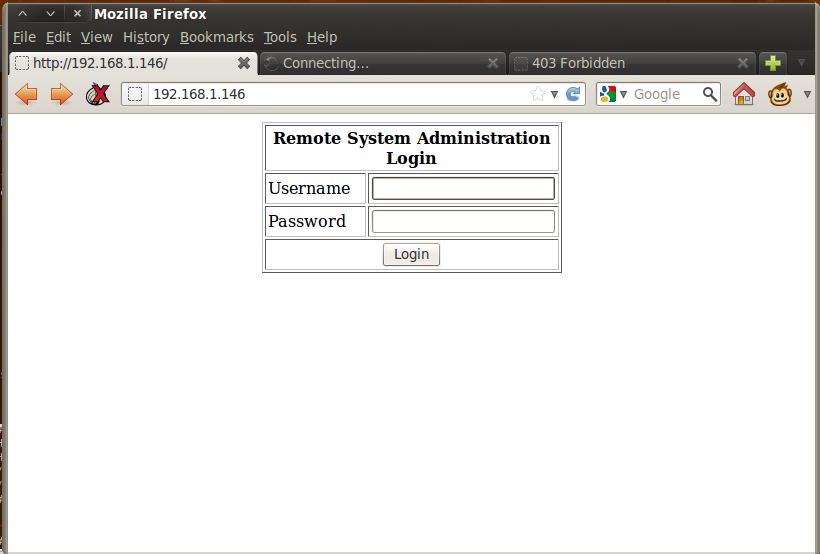 Mozilla Firefox
File Edit View History Bookmarks Tools Help
http://192.168.1.146/ Connecting... 403 Forbidden
192.168.1.146 Google
Remote System Administration
Login
Username
Password
Login